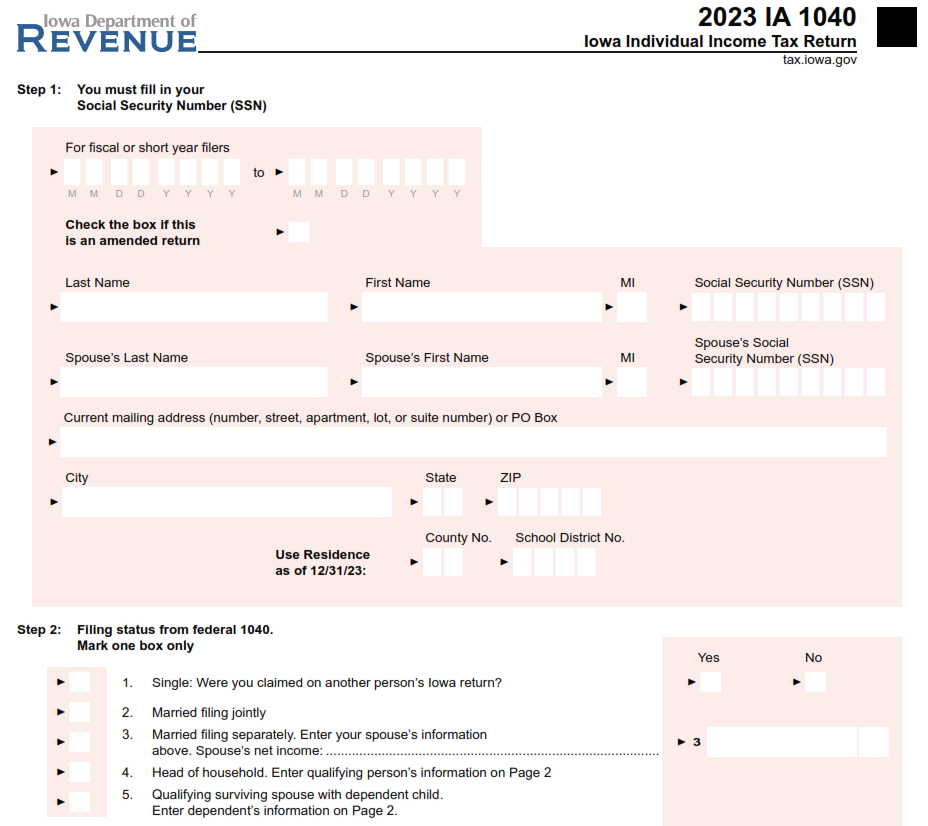 Iowa Department of
REVENUE
2023 IA 1040
Iowa Individual Income Tax Return
tax.iowa.gov
Step 1: You must fill in your
Social Security Number (SSN)
For fiscal or short year filers
to
M M D D Y Y Y Y M M D D Y Y Y Y
Check the box if this
is an amended return
Last Name First Name MI Social Security Number (SSN)
Spouse's Last Name Spouse's First Name MI Spouse's Social
Security Number (SSN)
Current mailing address (number, street, apartment, lot, or suite number) or PO Box
City State ZIP
County No. School District No.
Use Residence
as of 12/31/23:
Step 2: Filing status from federal 1040.
Mark one box only
Yes No
1. Single: Were you claimed on another person's Iowa return?
2. Married filing jointly
3. Married filing separately. Enter your spouse's information
above. Spouse's net income: .................................................................................... 3
4. Head of household. Enter qualifying person's information on Page 2
5. Qualifying surviving spouse with dependent child.
Enter dependent's information on Page 2.